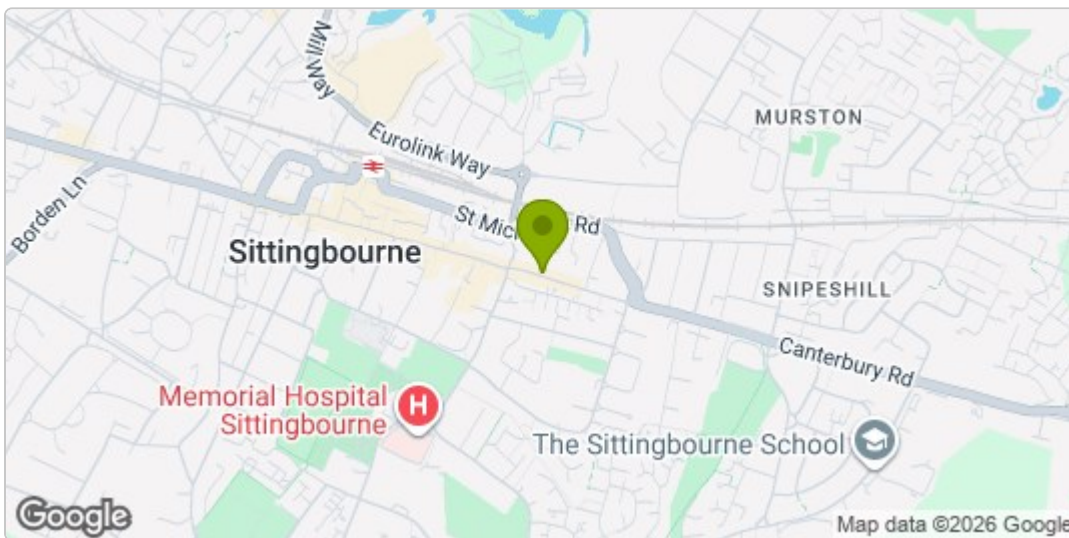 Mill Way
MURSTON
Eurolink Way
Borden Ln
St Mic
Rd
Sittingbourne
SNIPESHILL
Canterbury Rd
Memorial Hospital
Sittingbourne
H
The Sittingbourne School
Google
Map data ©2026 Google